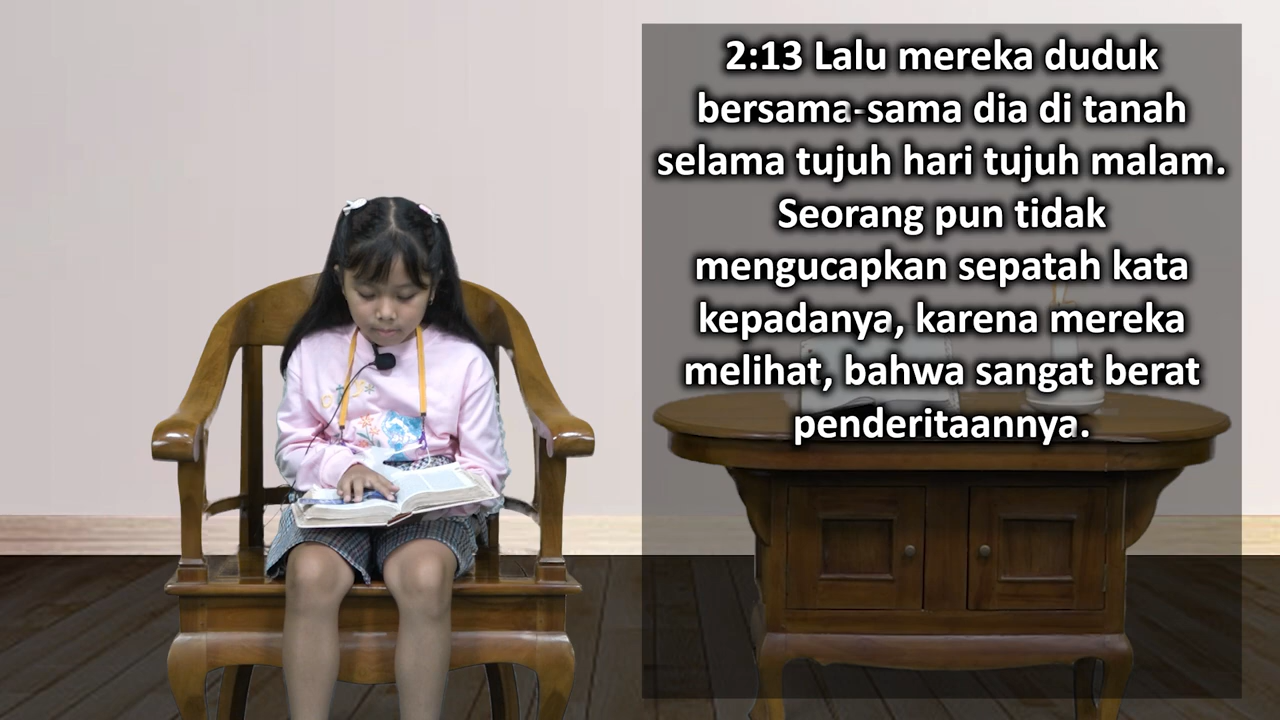 2:13 Lalu mereka duduk
bersama-sama dia di tanah
selama tujuh hari tujuh malam.
Seorang pun tidak
mengucapkan sepatah kata
kepadanya, karena mereka
melihat, bahwa sangat berat
penderitaannya.